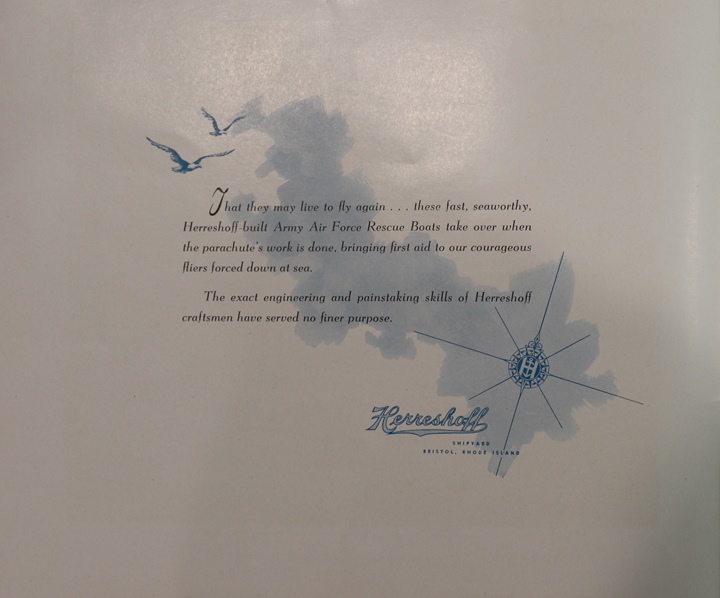 That they may live to fly again . . . these fast, seaworthy,
Herreshoff-built Army Air Force Rescue Boats take over when
the parachute's work is done, bringing first aid to our courageous
fliers forced down at sea.
The exact engineering and painstaking skills of Herreshoff
craftsmen have served no finer purpose.
H
Herreshoff
SHIPYARD
BRISTOL, RHODE ISLAND